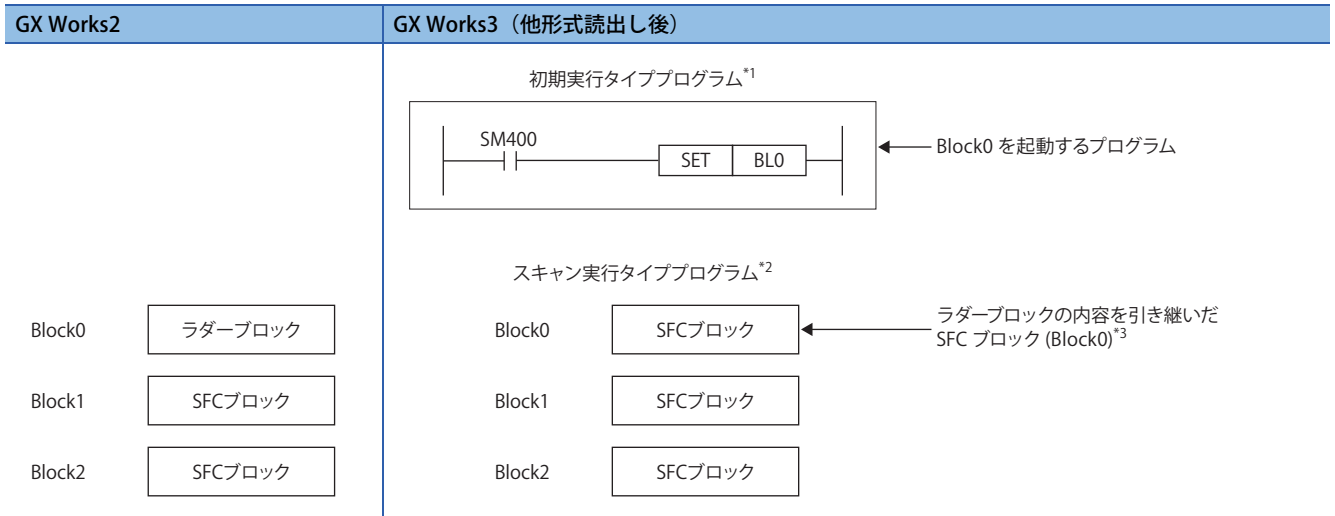 GX Works2
GX Works3（他形式読出し後）
初期実行タイププログラム*1
SM400
SET BL0
Block0 を起動するプログラム
スキャン実行タイププログラム*2
Block0 ラダーブロック
Block0 SFCブロック
ラダーブロックの内容を引き継いだ
SFC ブロック (Block0)*3
Block1 SFCブロック
Block1 SFCブロック
Block2 SFCブロック
Block2 SFCブロック